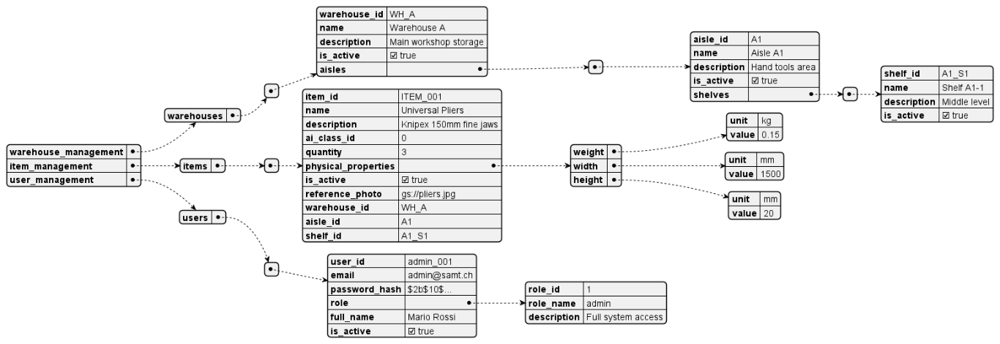 warehouse_management
item_management
user_management
warehouses
warehouse_id WH_A
name Warehouse A
description Main workshop storage
is_active ☑ true
aisles
aisle_id A1
name Aisle A1
description Hand tools area
is_active ☑ true
shelves
shelf_id A1_S1
name Shelf A1-1
description Middle level
is_active ☑ true
items
item_id ITEM_001
name Universal Pliers
description Knipex 150mm fine jaws
ai_class_id 0
quantity 3
physical_properties
is_active ☑ true
reference_photo gs://pliers.jpg
warehouse_id WH_A
aisle_id A1
shelf_id A1_S1
weight
width
height
unit kg
value 0.15
unit mm
value 1500
unit mm
value 20
users
user_id admin_001
email admin@samt.ch
password_hash $2b$10$...
role
full_name Mario Rossi
is_active ☑ true
role_id 1
role_name admin
description Full system access